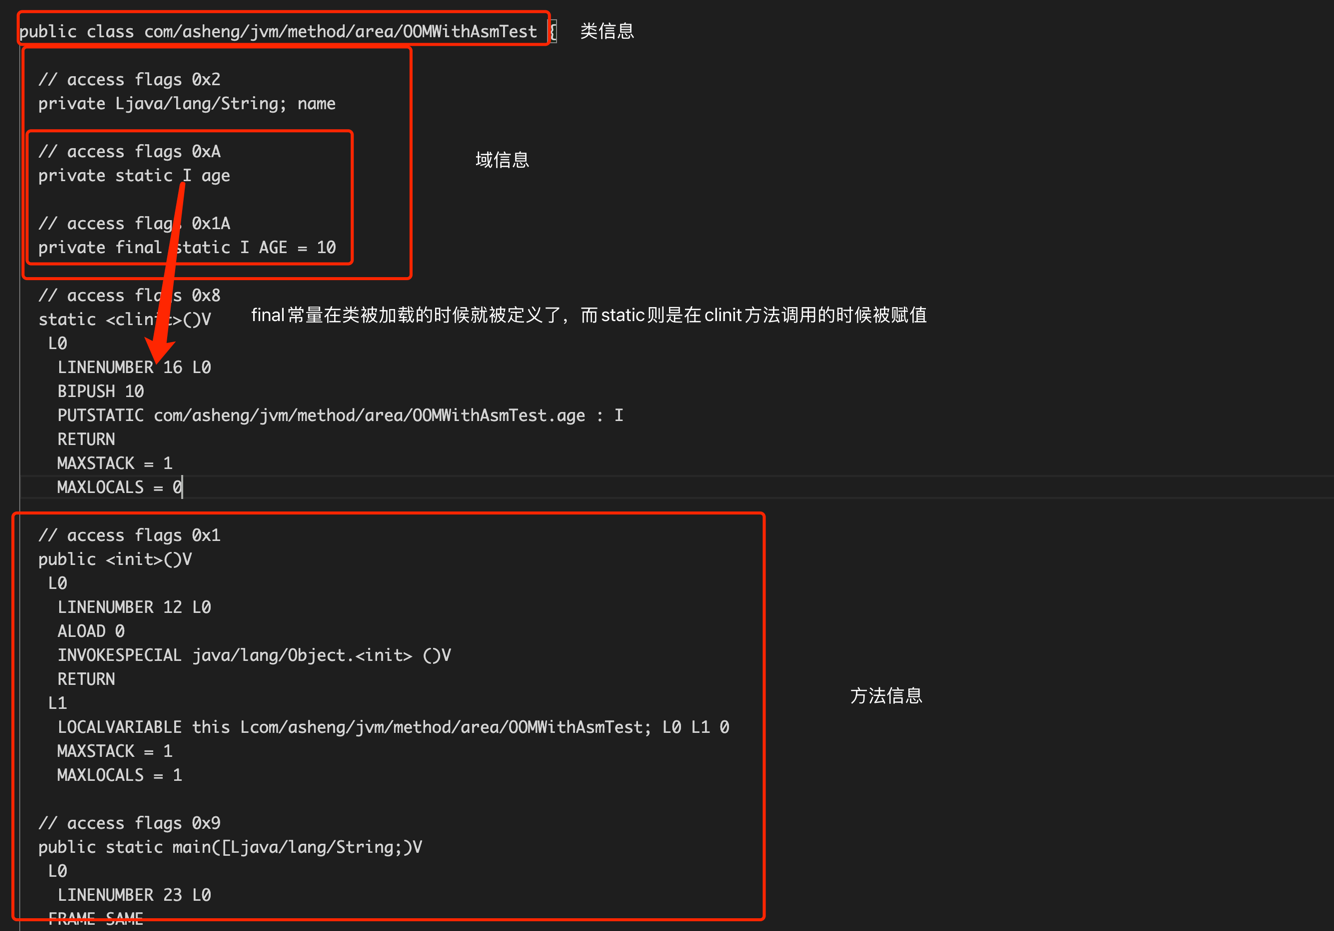 public class com/asheng/jvm/method/area/OOMWithAsmTest { 类信息
// access flags 0x2
private Ljava/lang/String; name
// access flags 0xA
域信息
private static I age
// access flags 0x1A
private final static I AGE = 10
// access flags 0x8
static <clinit>()V
final常量在类被加载的时候就被定义了，而static则是在clinit方法调用的时候被赋值
L0
LINENUMBER 16 L0
BIPUSH 10
PUTSTATIC com/asheng/jvm/method/area/OOMWithAsmTest.age : I
RETURN
MAXSTACK = 1
MAXLOCALS = 0
// access flags 0x1
public <init>()V
L0
LINENUMBER 12 L0
ALOAD 0
INVOKESPECIAL java/lang/Object.<init> ()V
RETURN
L1
方法信息
LOCALVARIABLE this Lcom/asheng/jvm/method/area/OOMWithAsmTest; L0 L1 0
MAXSTACK = 1
MAXLOCALS = 1
// access flags 0x9
public static main([Ljava/lang/String;)V
L0
LINENUMBER 23 L0
FRAME SAME